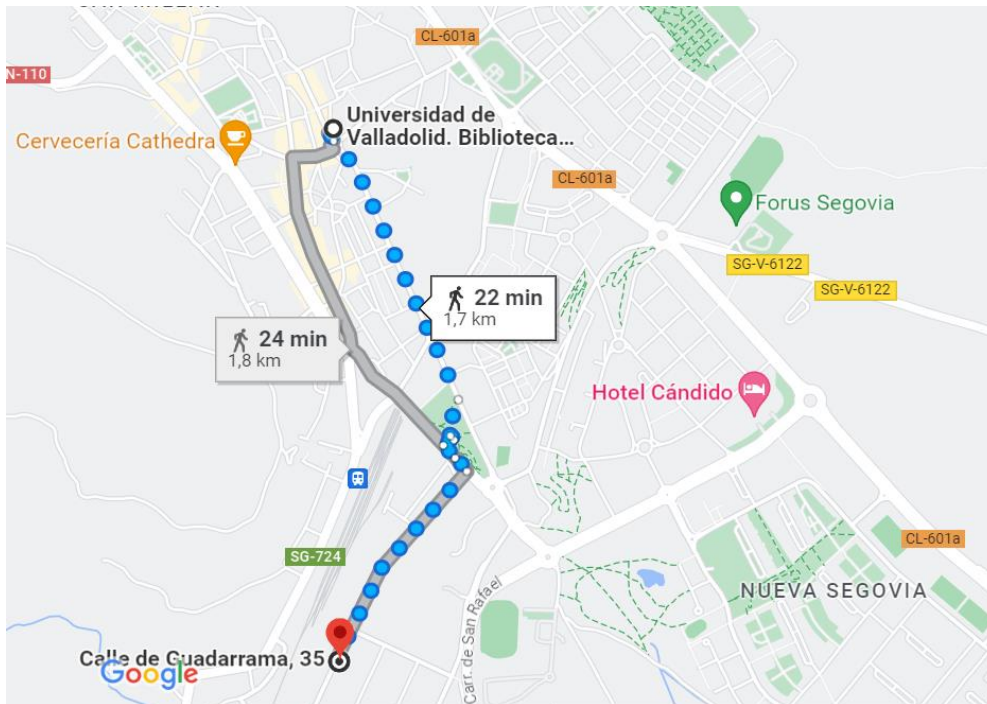 CL-601a
N-110
Universidad de
Valladolid. Biblioteca...
Cervecería Cathedra
CL-601a
Forus Segovia
SG-V-6122
SG-V-6122
22 min
1,7 km
24 min
1,8 km
Hotel Cándido
CL-601a
SG-724
NUEVA SEGOVIA
Carr. de San Rafael
Calle de Guadarrama, 35
Google